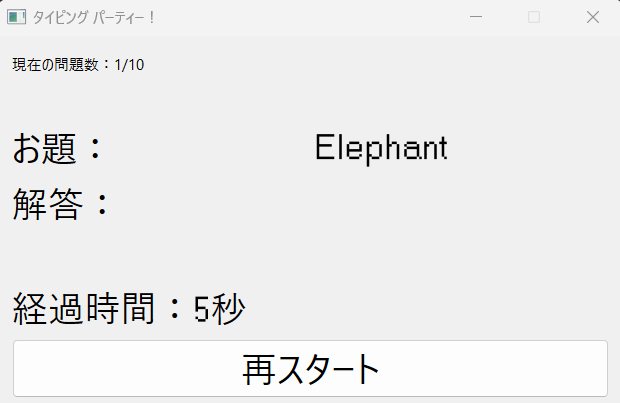 タイピング パーティー！
現在の問題数：1/10
お題： Elephant
解答：
経過時間：5秒
再スタート